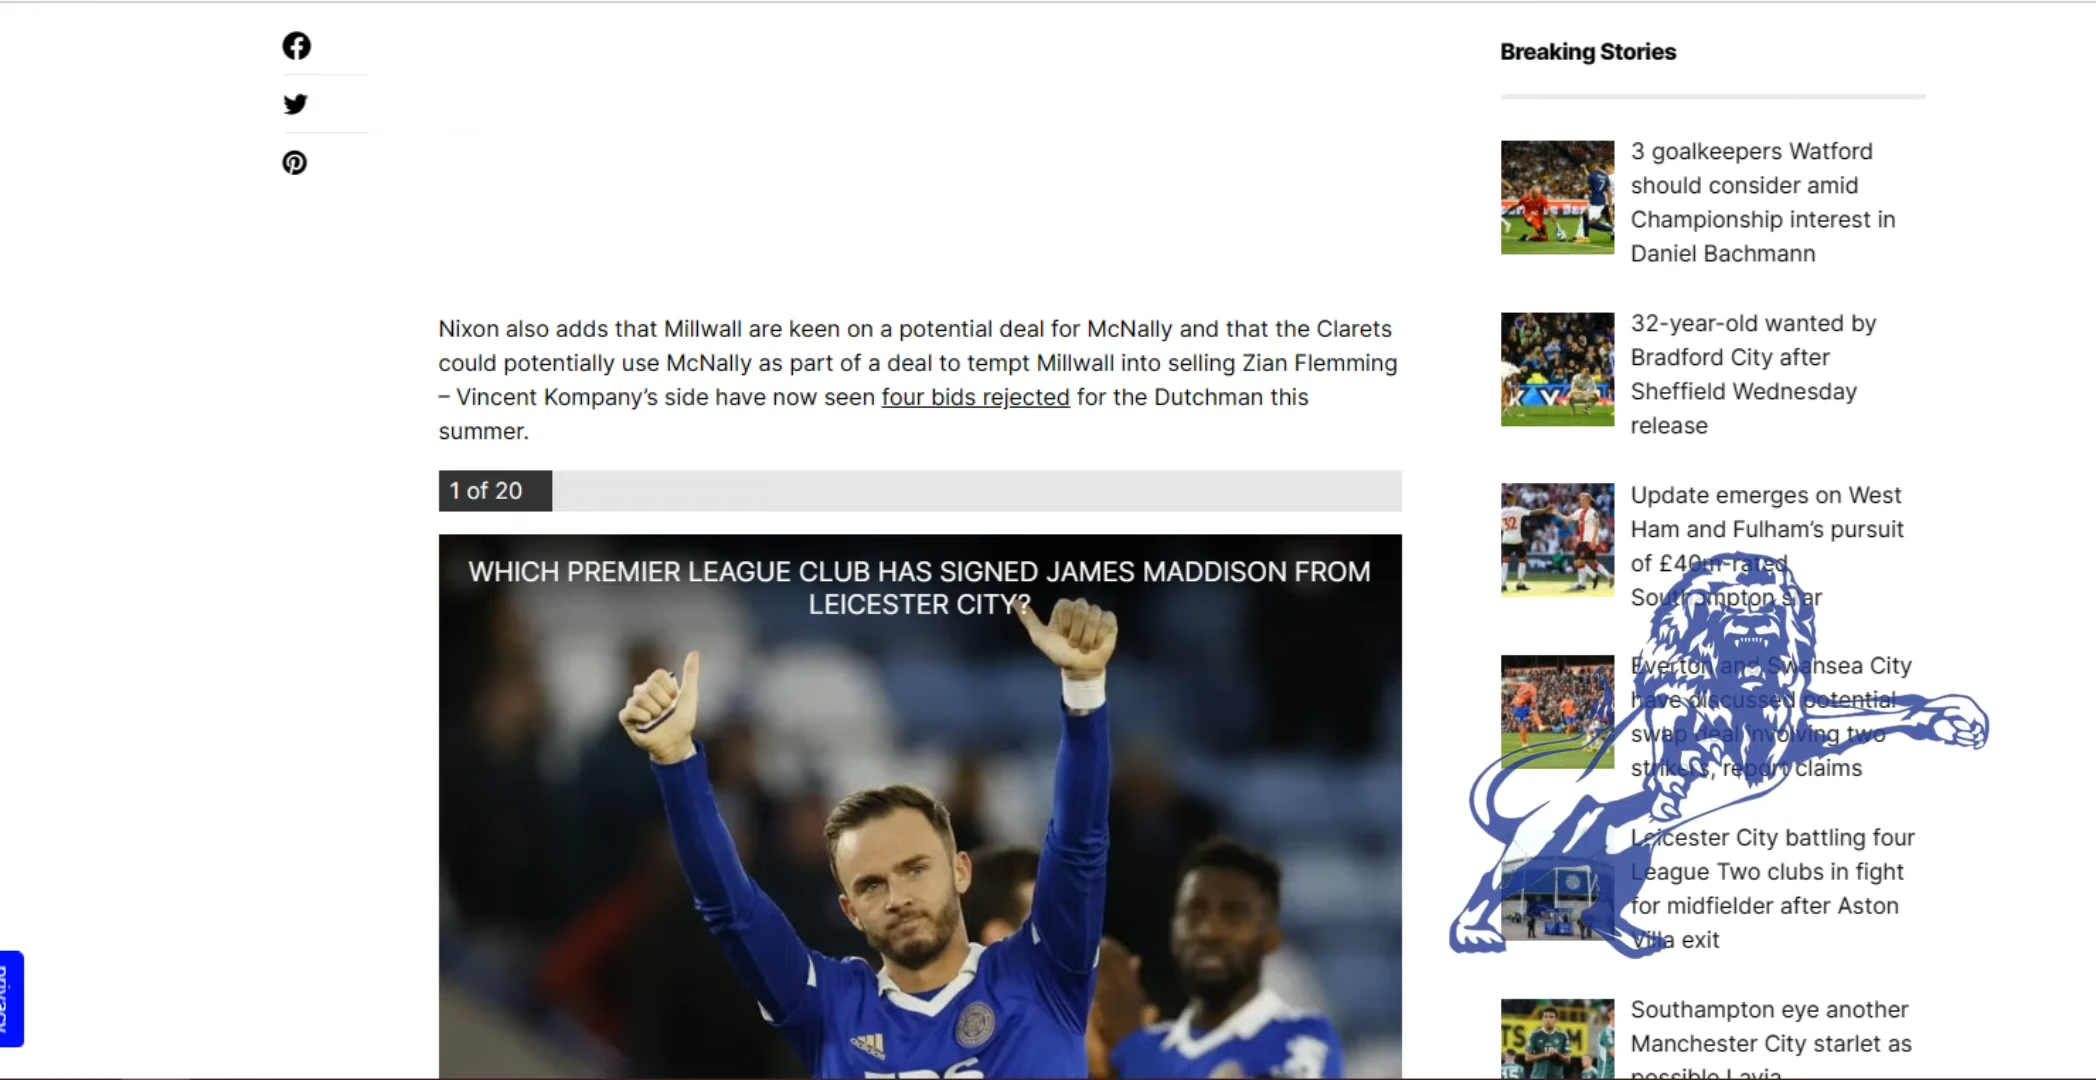 Nixon also adds that Millwall are keen on a potential deal for McNally and that the Clarets
could potentially use McNally as part of a deal to tempt Millwall into selling Zian Flemming
– Vincent Kompany’s side have now seen four bids rejected for the Dutchman this
summer.
1 of 20
WHICH PREMIER LEAGUE CLUB HAS SIGNED JAMES MADDISON FROM
LEICESTER CITY?
Breaking Stories
3 goalkeepers Watford
should consider amid
Championship interest in
Daniel Bachmann
32-year-old wanted by
Bradford City after
Sheffield Wednesday
release
Update emerges on West
Ham and Fulham’s pursuit
of £40m-rated
Southampton star
Everton and Swansea City
have discussed potential
swap deal involving two
strikers, report claims
Leicester City battling four
League Two clubs in fight
for midfielder after Aston
Villa exit
Southampton eye another
Manchester City starlet as
possible Lavia